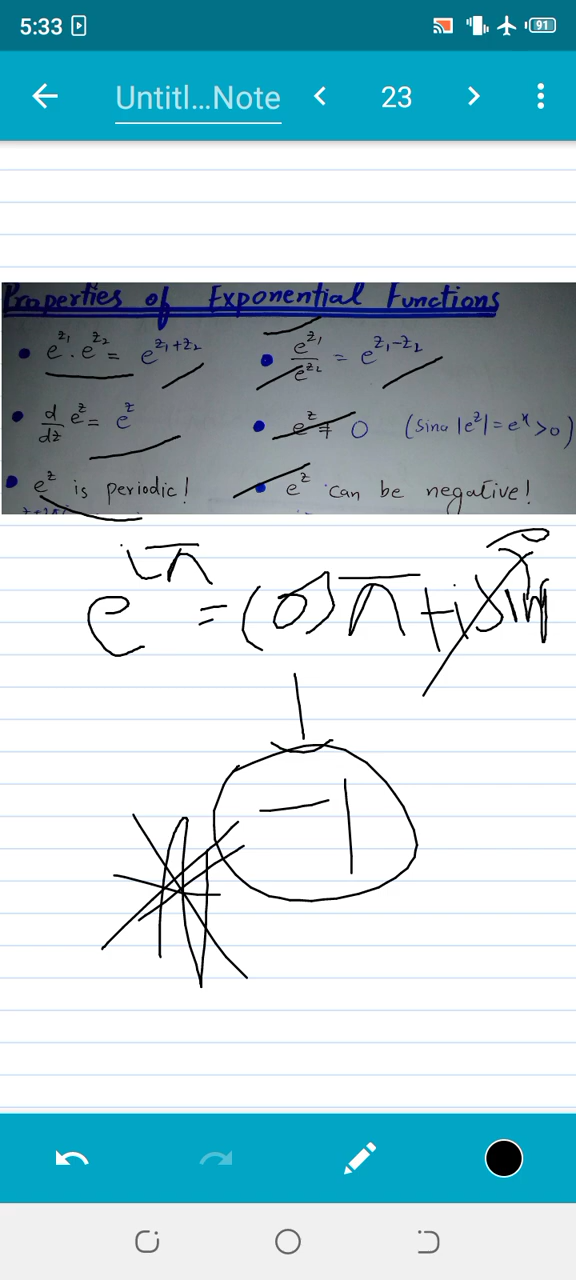 5:33 91
Untitl...Note 23
Properties of Exponential Functions
• e^z₁ . e^z₂ = e^z₁+z₂ • e^z₁/e^z₂ = e^z₁-z₂
• d/dz e^z = e^z • e^z ≠ 0 (since |e^z| = e^x > 0)
• e^z is periodic! • e^z can be negative!
e^iπ = cos π + i sin
-1